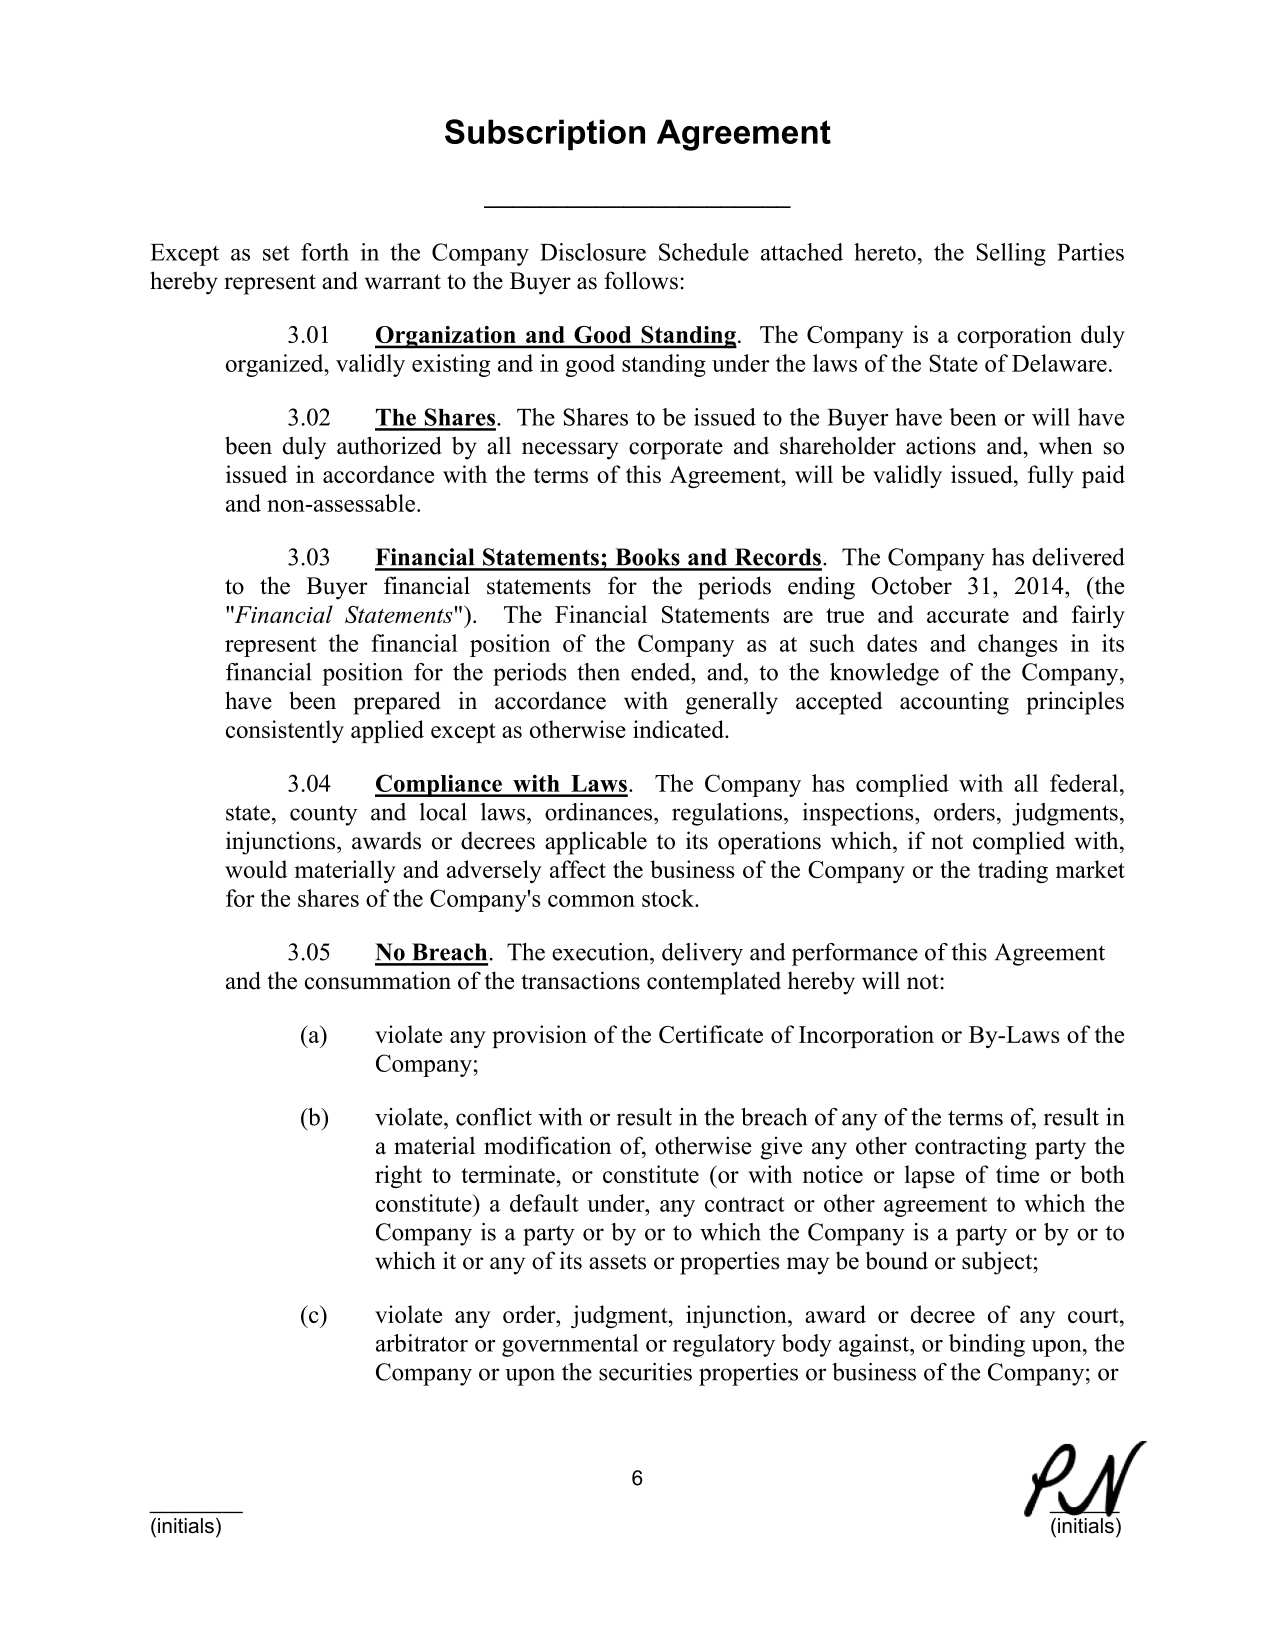 Subscription Agreement
Except as set forth in the Company Disclosure Schedule attached hereto, the Selling Parties
hereby represent and warrant to the Buyer as follows:
3.01 Organization and Good Standing. The Company is a corporation duly
organized, validly existing and in good standing under the laws of the State of Delaware.
3.02 The Shares. The Shares to be issued to the Buyer have been or will have
been duly authorized by all necessary corporate and shareholder actions and, when so
issued in accordance with the terms of this Agreement, will be validly issued, fully paid
and non-assessable.
3.03 Financial Statements; Books and Records. The Company has delivered
to the Buyer financial statements for the periods ending October 31, 2014, (the
"Financial Statements"). The Financial Statements are true and accurate and fairly
represent the financial position of the Company as at such dates and changes in its
financial position for the periods then ended, and, to the knowledge of the Company,
have been prepared in accordance with generally accepted accounting principles
consistently applied except as otherwise indicated.
3.04 Compliance with Laws. The Company has complied with all federal,
state, county and local laws, ordinances, regulations, inspections, orders, judgments,
injunctions, awards or decrees applicable to its operations which, if not complied with,
would materially and adversely affect the business of the Company or the trading market
for the shares of the Company's common stock.
3.05 No Breach. The execution, delivery and performance of this Agreement
and the consummation of the transactions contemplated hereby will not:
(a) violate any provision of the Certificate of Incorporation or By-Laws of the
Company;
(b) violate, conflict with or result in the breach of any of the terms of, result in
a material modification of, otherwise give any other contracting party the
right to terminate, or constitute (or with notice or lapse of time or both
constitute) a default under, any contract or other agreement to which the
Company is a party or by or to which the Company is a party or by or to
which it or any of its assets or properties may be bound or subject;
(c) violate any order, judgment, injunction, award or decree of any court,
arbitrator or governmental or regulatory body against, or binding upon, the
Company or upon the securities properties or business of the Company; or
6
PN
(initials) (initials)